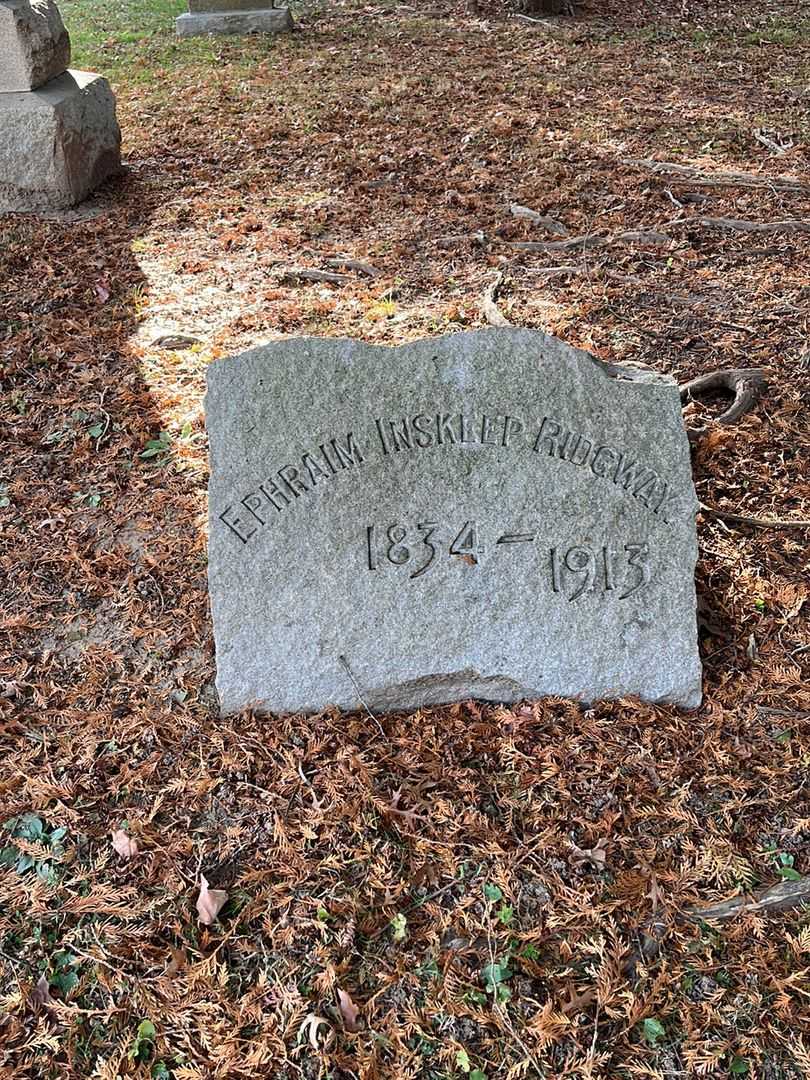 EPHRAIM INSKEEP RIDGWAY.
1834 - 1913